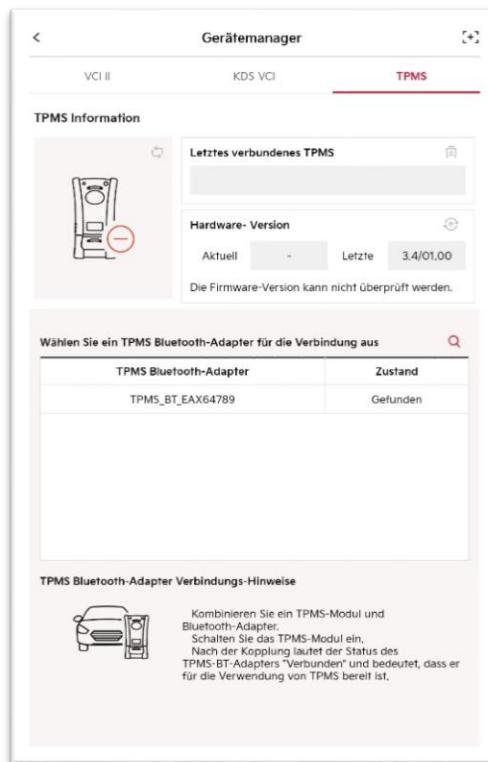 Gerätemanager
VCI II
KDS VCI
TPMS
TPMS Information
Letztes verbundenes TPMS
Hardware- Version
Aktuell - Letzte 3.4/01.00
Die Firmware-Version kann nicht überprüft werden.
Wählen Sie ein TPMS Bluetooth-Adapter für die Verbindung aus
TPMS Bluetooth-Adapter Zustand
TPMS_BT_EAX64789 Gefunden
TPMS Bluetooth-Adapter Verbindungs-Hinweise
Kombinieren Sie ein TPMS-Modul und
Bluetooth-Adapter.
Schalten Sie das TPMS-Modul ein.
Nach der Kopplung lautet der Status des
TPMS-BT-Adapters "Verbunden" und bedeutet, dass er
für die Verwendung von TPMS bereit ist.